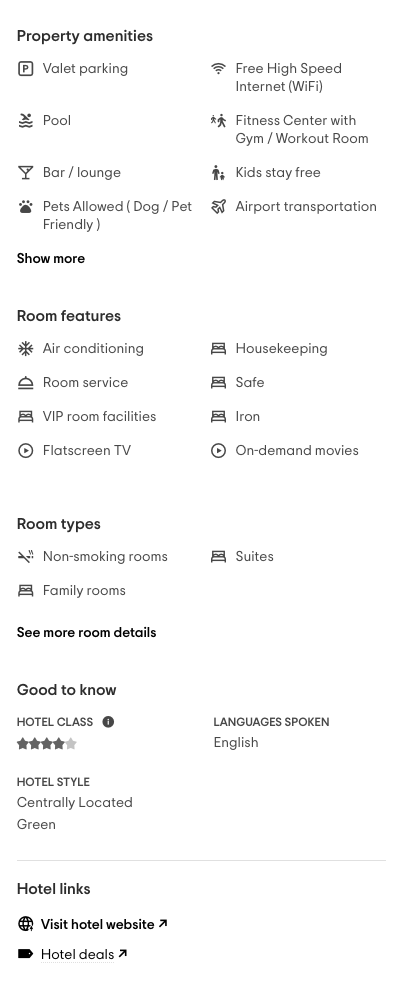 Property amenities
Valet parking
Free High Speed
Internet (WiFi)
Pool
Fitness Center with
Gym / Workout Room
Bar / lounge
Kids stay free
Pets Allowed ( Dog / Pet
Friendly )
Airport transportation
Show more
Room features
Air conditioning
Housekeeping
Room service
Safe
VIP room facilities
Iron
Flatscreen TV
On-demand movies
Room types
Non-smoking rooms
Suites
Family rooms
See more room details
Good to know
HOTEL CLASS
LANGUAGES SPOKEN
English
HOTEL STYLE
Centrally Located
Green
Hotel links
Visit hotel website
Hotel deals